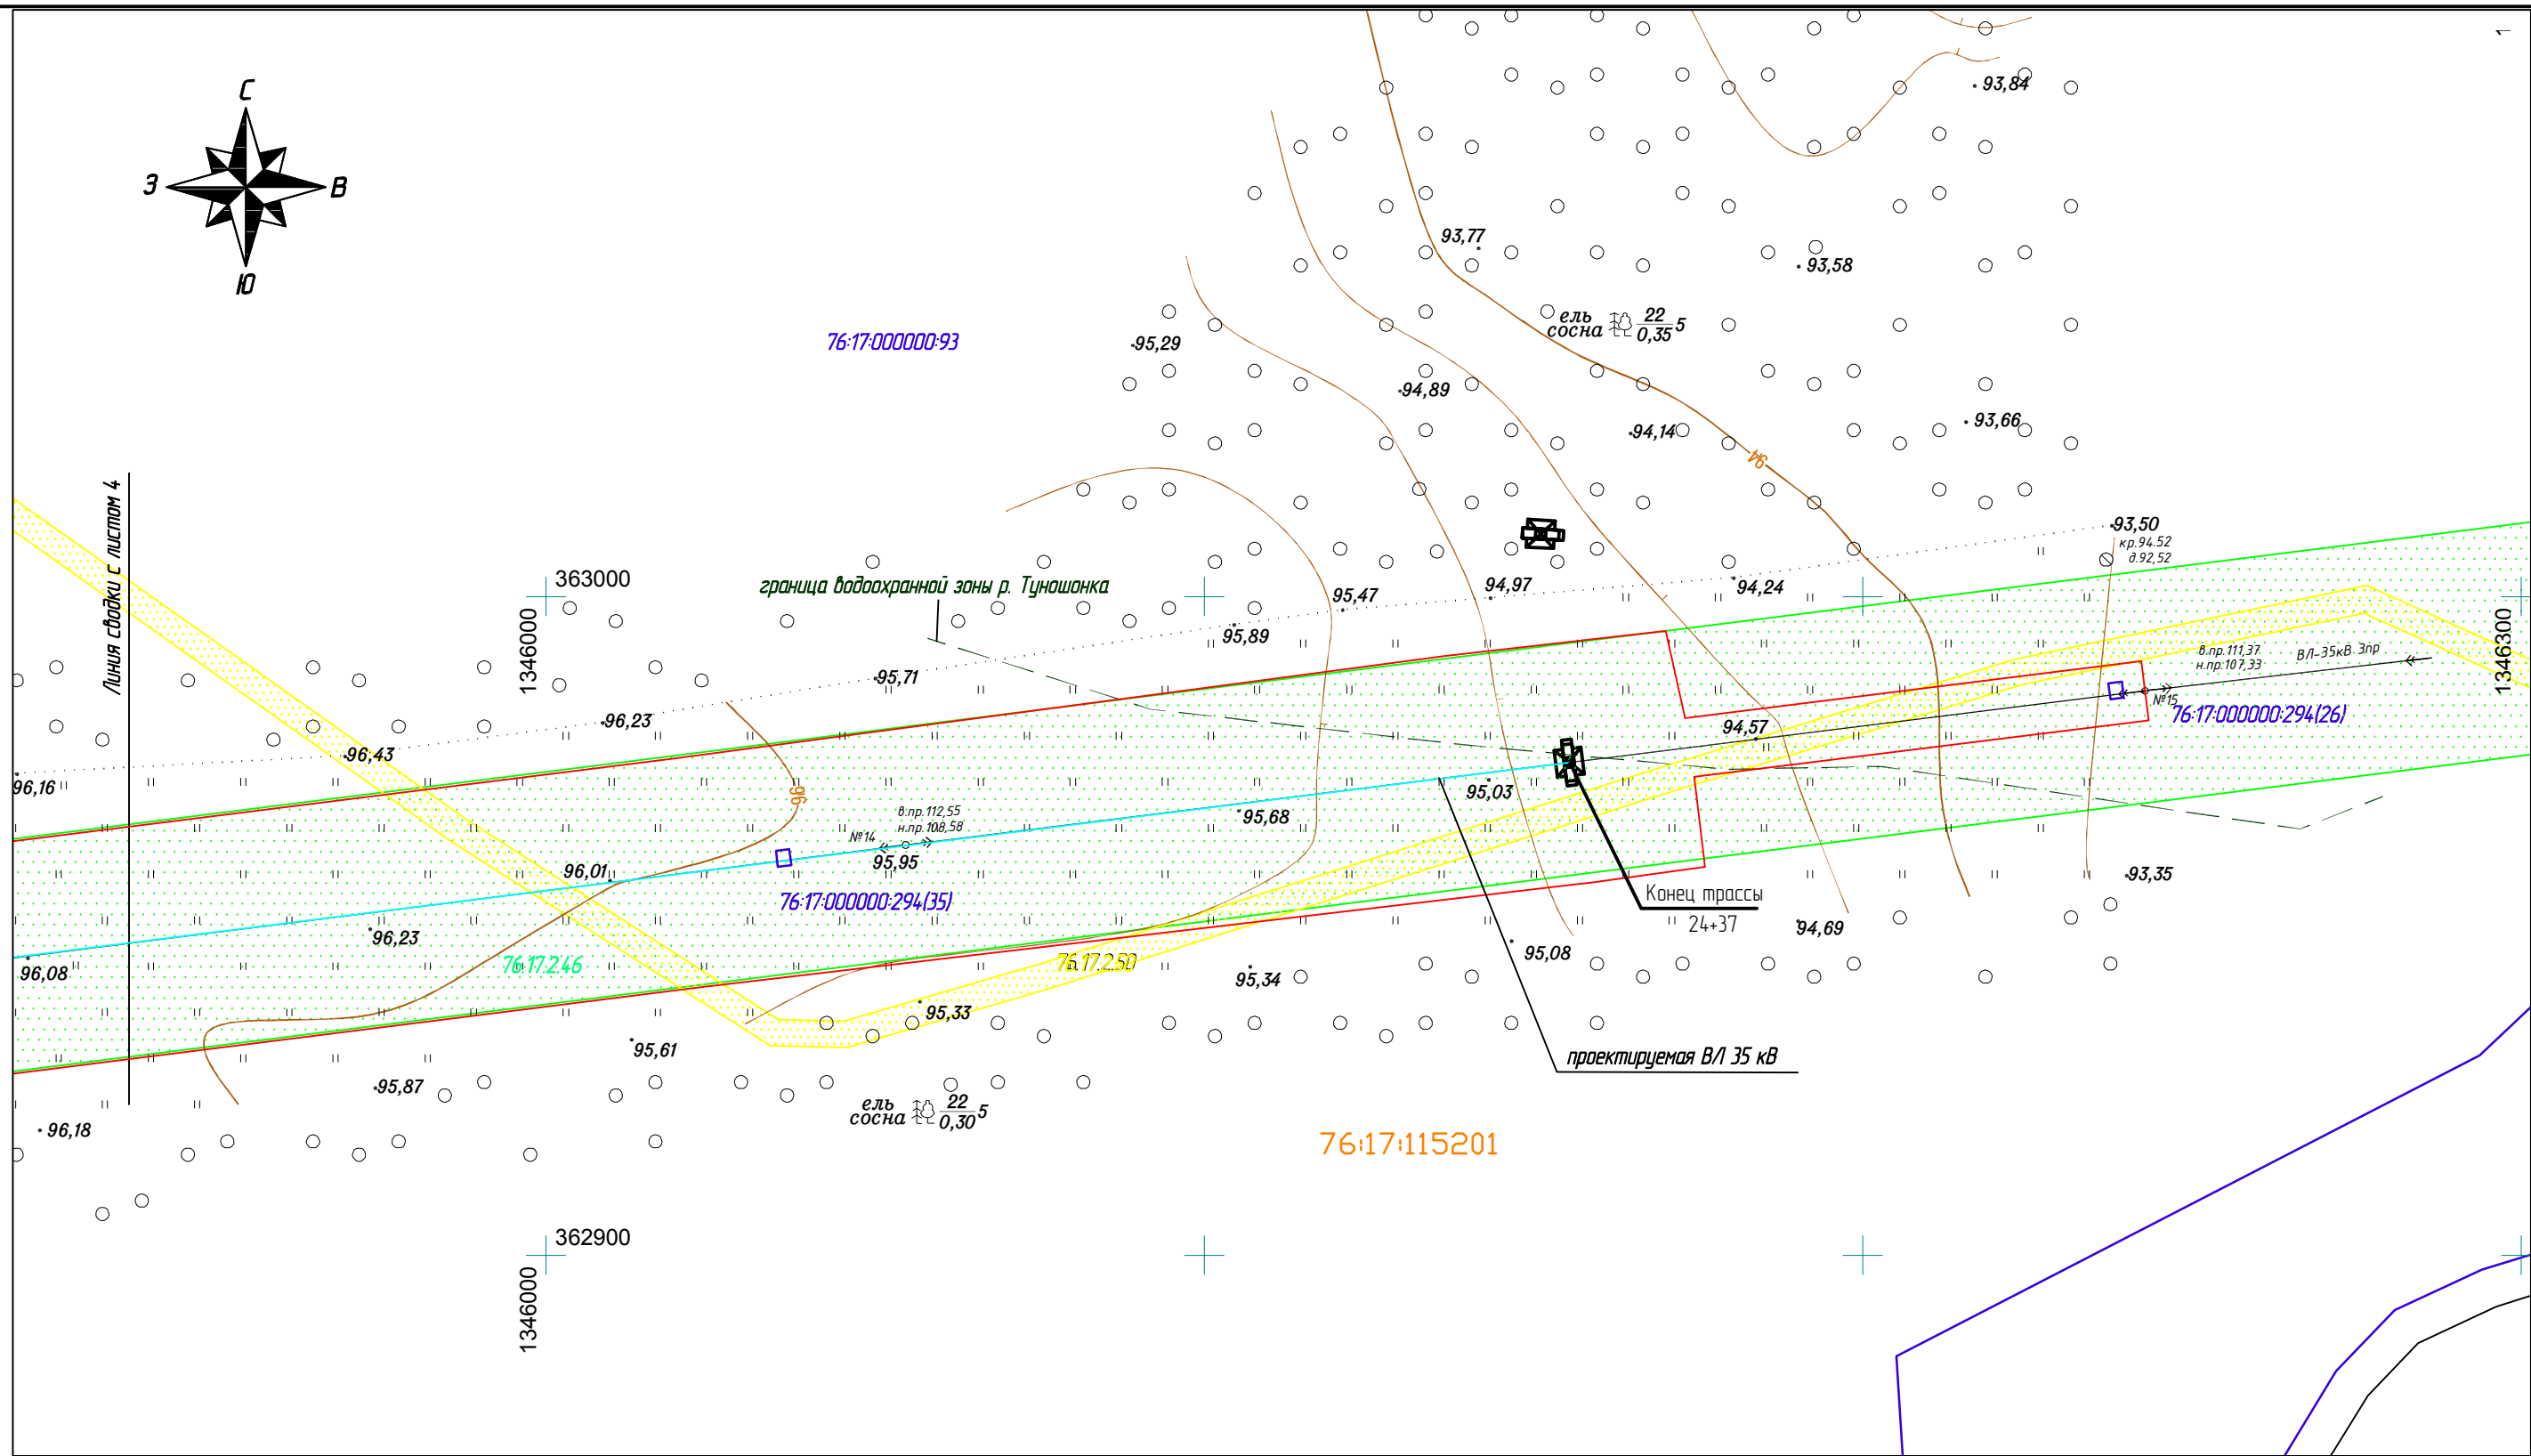 1
С
З
В
Ю
93,84
93,77
93,58
76:17:000000:93
95,29
ель
сосна
22
0,35
5
94,89
94,14
93,66
94
Линия сводки с листом 4
93,50
кр.94.52
д.92,52
363000
1346000
граница водоохранной зоны р. Туношонка
95,47
94,97
94,24
95,89
1346300
в.пр.111,37
н.пр.107,33
ВЛ-35кВ. 3пр
95,71
№15
76:17:000000:294(26)
96,23
94,57
96,43
96,16
96
95,03
в.пр.112,55
н.пр.108,58
№14
95,68
95,95
96,01
93,35
76:17:000000:294(35)
Конец трассы
24+37
94,69
96,23
95,08
96,08
76.17.2.46
76.17.2.50
95,34
95,33
95,61
проектируемая ВЛ 35 кВ
95,87
ель
сосна
22
0,30
5
96,18
76:17:115201
362900
1346000